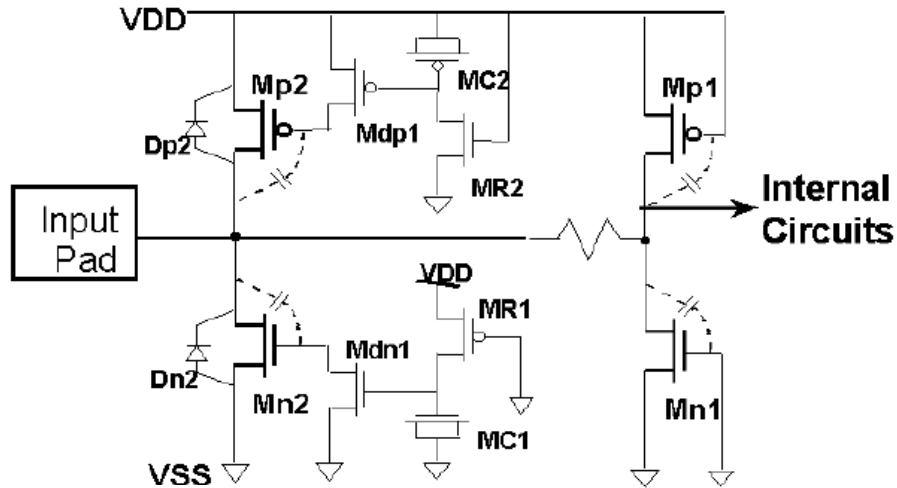 VDD
Mp2
MC2
Mp1
Dp2
Mdp1
MR2
Input
Pad
Internal
Circuits
VDD
MR1
Mdn1
Dn2
Mn2
MC1
Mn1
VSS